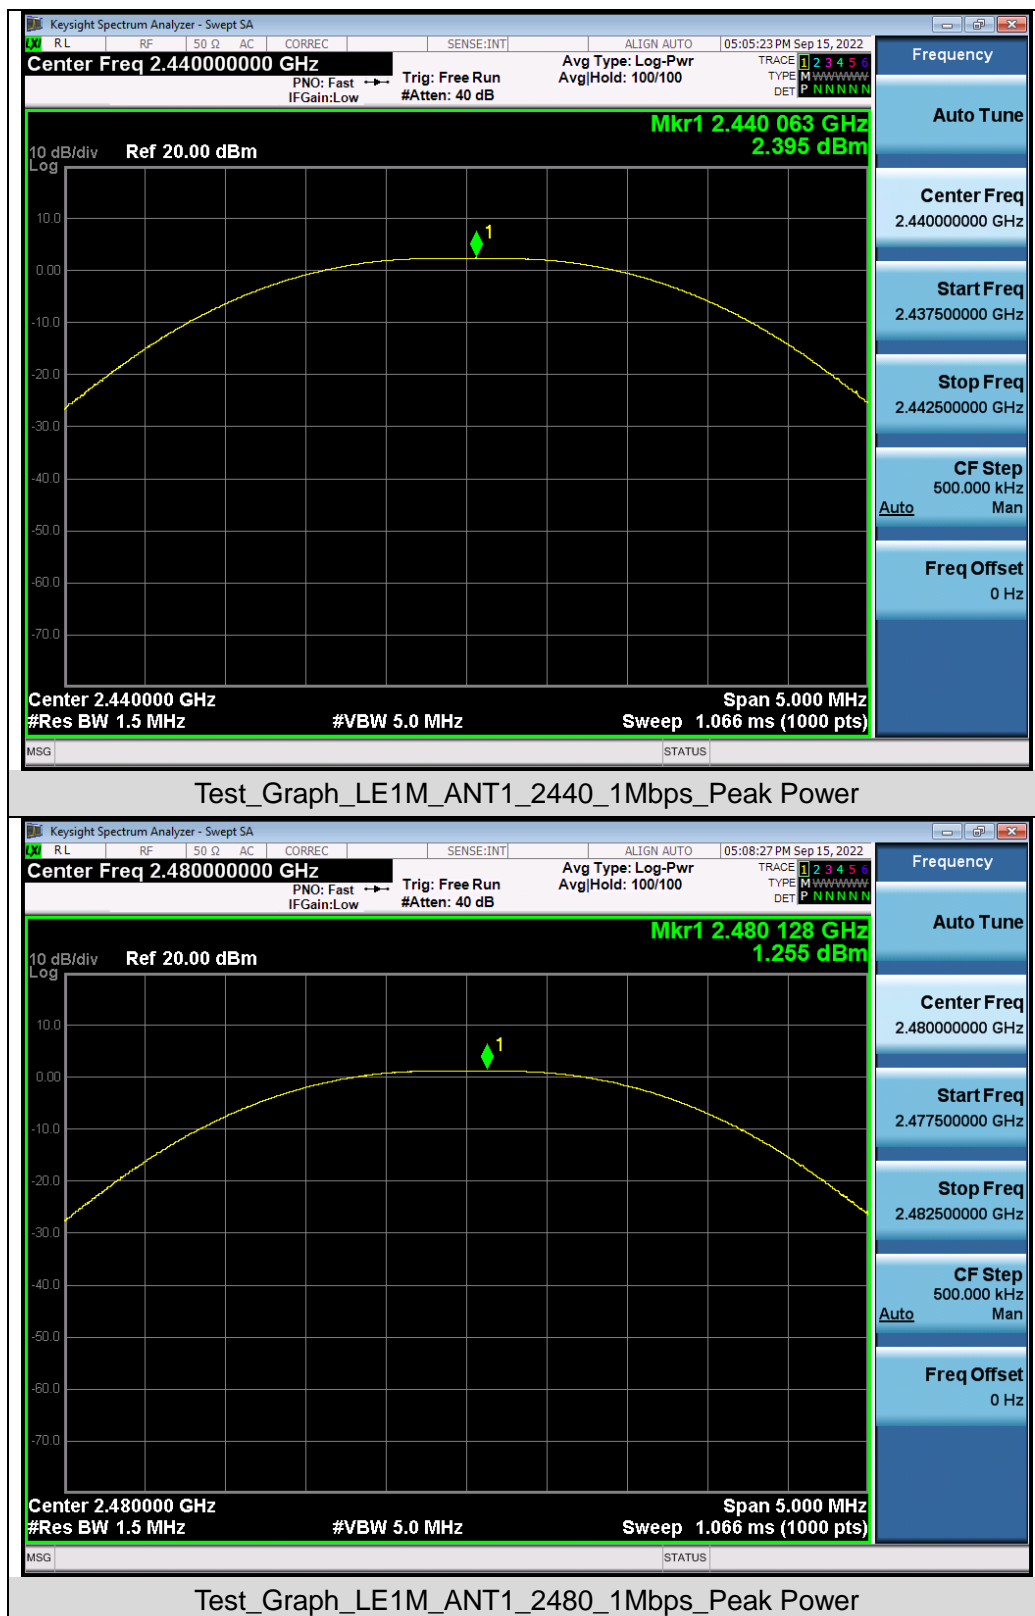 Keysight Spectrum Analyzer - Swept SA
LXI RL RF 50 Ω AC CORREC SENSE:INT ALIGN AUTO 05:05:23 PM Sep 15, 2022
Center Freq 2.440000000 GHz
PNO: Fast
IFGain:Low
Trig: Free Run
#Atten: 40 dB
Avg Type: Log-Pwr
Avg|Hold: 100/100
TRACE 1 2 3 4 5 6
TYPE M WWWWW
DET P N N N N N
Mkr1 2.440 063 GHz
2.395 dBm
10 dB/div Ref 20.00 dBm
Log
10.0
1
0.00
-10.0
-20.0
-30.0
-40.0
-50.0
-60.0
-70.0
Center 2.440000 GHz Span 5.000 MHz
#Res BW 1.5 MHz #VBW 5.0 MHz Sweep 1.066 ms (1000 pts)
MSG STATUS
Frequency
Auto Tune
Center Freq
2.440000000 GHz
Start Freq
2.437500000 GHz
Stop Freq
2.442500000 GHz
CF Step
500.000 kHz
Auto Man
Freq Offset
0 Hz
Test_Graph_LE1M_ANT1_2440_1Mbps_Peak Power
Keysight Spectrum Analyzer - Swept SA
LXI RL RF 50 Ω AC CORREC SENSE:INT ALIGN AUTO 05:08:27 PM Sep 15, 2022
Center Freq 2.480000000 GHz
PNO: Fast
IFGain:Low
Trig: Free Run
#Atten: 40 dB
Avg Type: Log-Pwr
Avg|Hold: 100/100
TRACE 1 2 3 4 5 6
TYPE M WWWWW
DET P N N N N N
Mkr1 2.480 128 GHz
1.255 dBm
10 dB/div Ref 20.00 dBm
Log
10.0
1
0.00
-10.0
-20.0
-30.0
-40.0
-50.0
-60.0
-70.0
Center 2.480000 GHz Span 5.000 MHz
#Res BW 1.5 MHz #VBW 5.0 MHz Sweep 1.066 ms (1000 pts)
MSG STATUS
Frequency
Auto Tune
Center Freq
2.480000000 GHz
Start Freq
2.477500000 GHz
Stop Freq
2.482500000 GHz
CF Step
500.000 kHz
Auto Man
Freq Offset
0 Hz
Test_Graph_LE1M_ANT1_2480_1Mbps_Peak Power